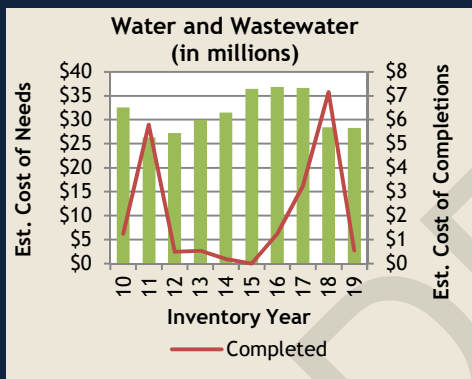 Water and Wastewater
(in millions)
Est. Cost of Needs
$40
$35
$30
$25
$20
$15
$10
$5
$0
$8
$7
$6
$5
$4
$3
$2
$1
$0
Est. Cost of Completions
10 11 12 13 14 15 16 17 18 19
Inventory Year
Completed